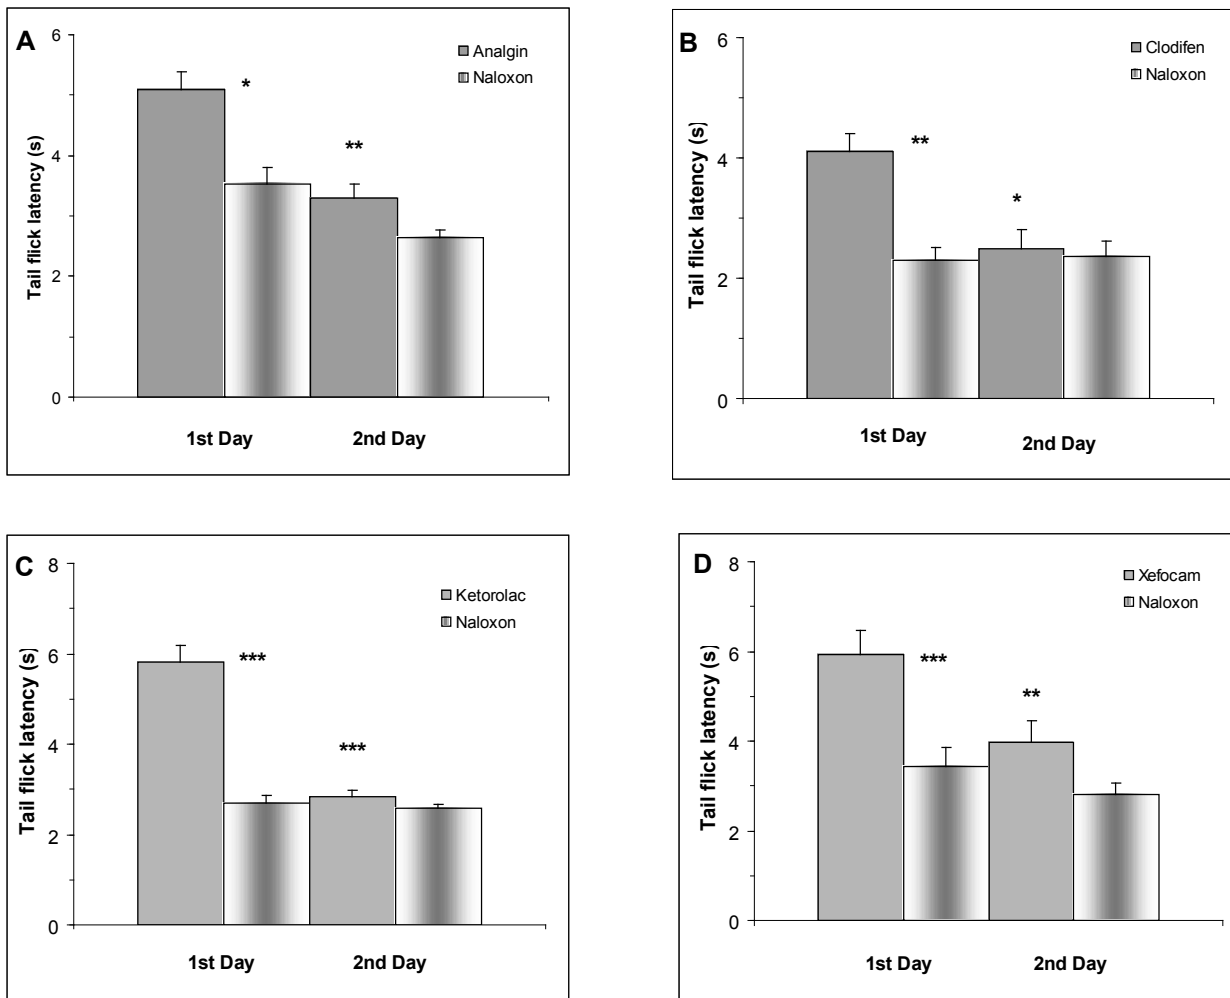 A
6
4
2
0
Tail flick latency (s)
Analgin
Naloxon
*
**
1st Day
2nd Day
B
6
4
2
0
Tail flick latency (s)
Clodifen
Naloxon
**
*
1st Day
2nd Day
C
8
6
4
2
0
Tail flick latency (s)
Ketorolac
Naloxon
***
***
1st Day
2nd Day
D
8
6
4
2
0
Tail flick latency (s)
Xefocam
Naloxon
***
**
1st Day
2nd Day